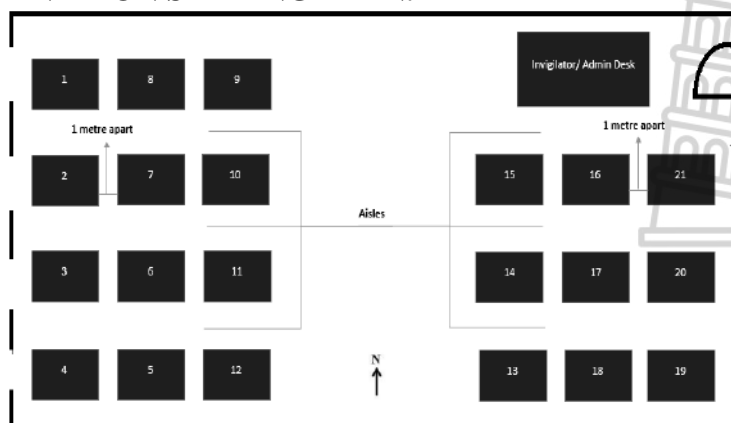 Invigilator/ Admin Desk
1 8 9
1 metre apart
1 metre apart
2 7 10
15 16 21
Aisles
3 6 11
14 17 20
N
4 5 12
13 18 19